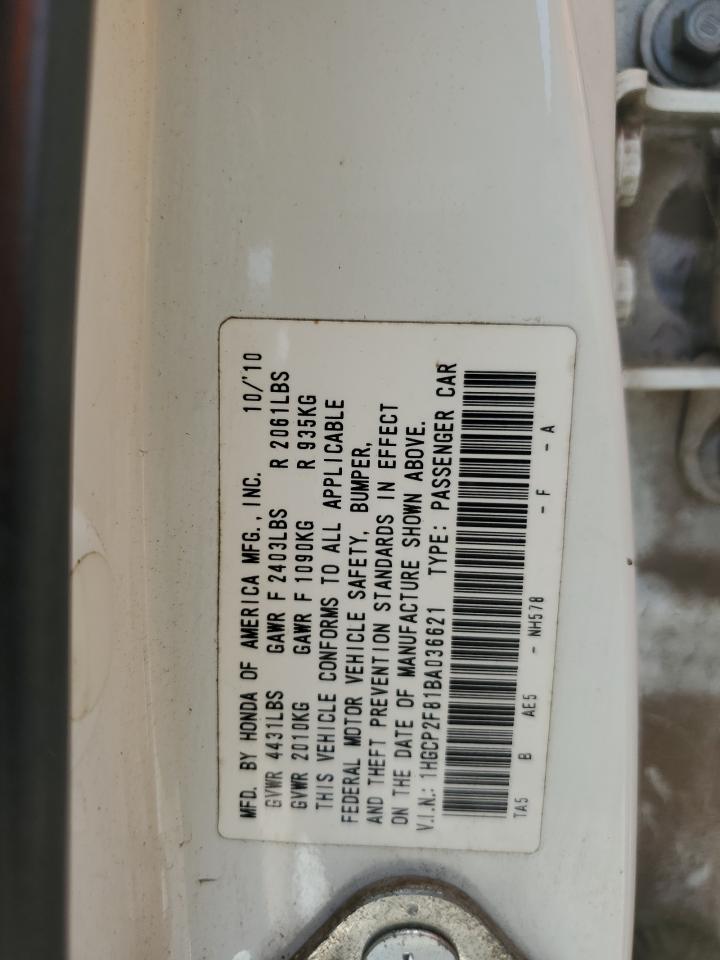 MFD. BY HONDA OF AMERICA MFG., INC. 10/'10
GVWR 4431LBS GAWR F 2403LBS R 2061LBS
GVWR 2010KG GAWR F 1090KG R 935KG
THIS VEHICLE CONFORMS TO ALL APPLICABLE
FEDERAL MOTOR VEHICLE SAFETY, BUMPER,
AND THEFT PREVENTION STANDARDS IN EFFECT
ON THE DATE OF MANUFACTURE SHOWN ABOVE.
V.I.N.: 1HGCP2F81BA036621 TYPE: PASSENGER CAR
TA5 B AE5 - NH578 - F - A